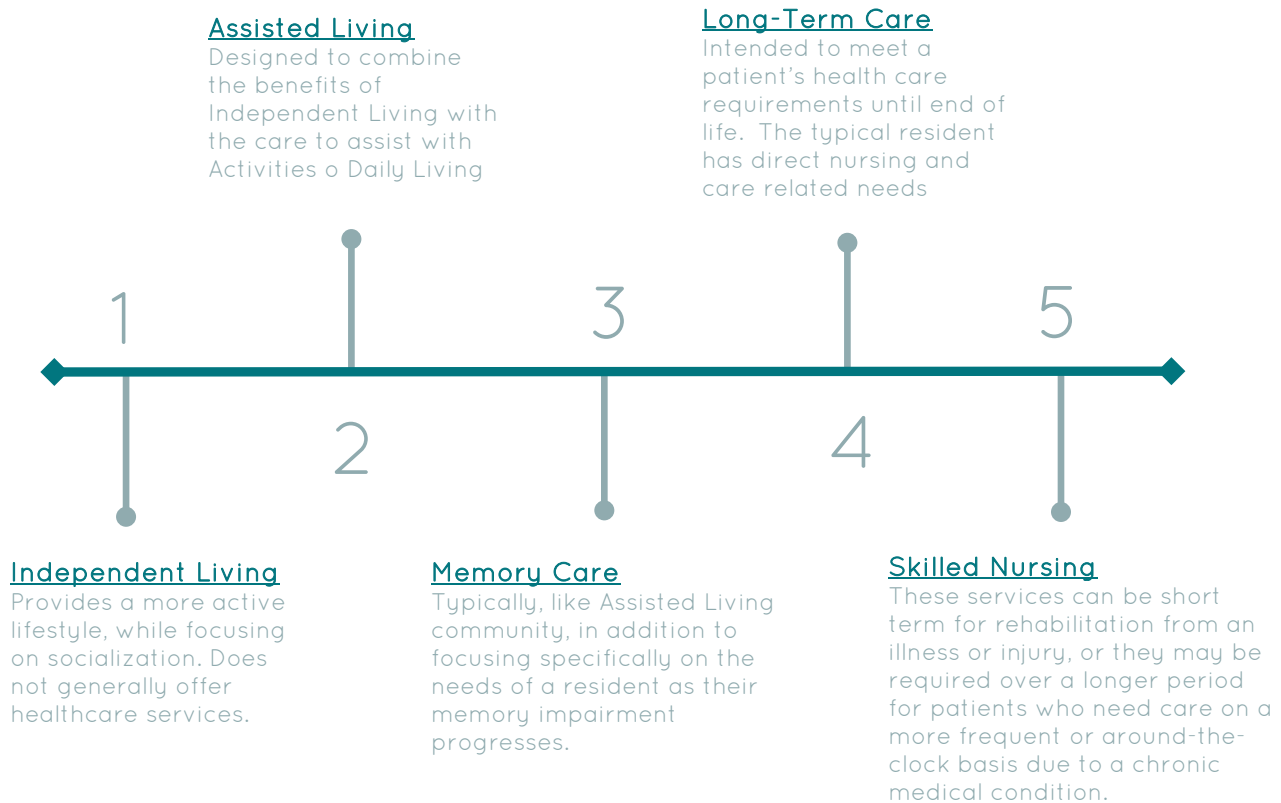 Assisted Living
Designed to combine
the benefits of
Independent Living with
the care to assist with
Activities o Daily Living
Long-Term Care
Intended to meet a
patient's health care
requirements until end of
life.  The typical resident
has direct nursing and
care related needs
1
3
5
2
4
Independent Living
Provides a more active
lifestyle, while focusing
on socialization. Does
not generally offer
healthcare services.
Memory Care
Typically, like Assisted Living
community, in addition to
focusing specifically on the
needs of a resident as their
memory impairment
progresses.
Skilled Nursing
These services can be short
term for rehabilitation from an
illness or injury, or they may be
required over a longer period
for patients who need care on a
more frequent or around-the-
clock basis due to a chronic
medical condition.